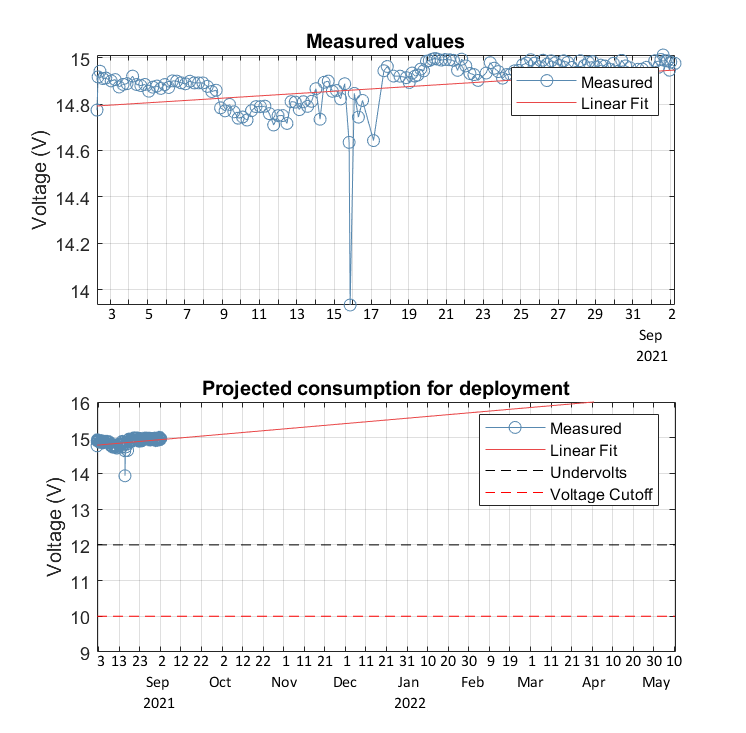 Measured values
15
14.8
14.6
14.4
14.2
14
Voltage (V)
Measured
Linear Fit
3 5 7 9 11 13 15 17 19 21 23 25 27 29 31 2
Sep
2021
Projected consumption for deployment
16
15
14
13
12
11
10
9
Voltage (V)
Measured
Linear Fit
Undervolts
Voltage Cutoff
3 13 23 2 12 22 2 12 22 1 11 21 1 11 21 31 10 20 30 9 19 1 11 21 31 10 20 30 10
Sep Oct Nov Dec Jan Feb Mar Apr May
2021 2022